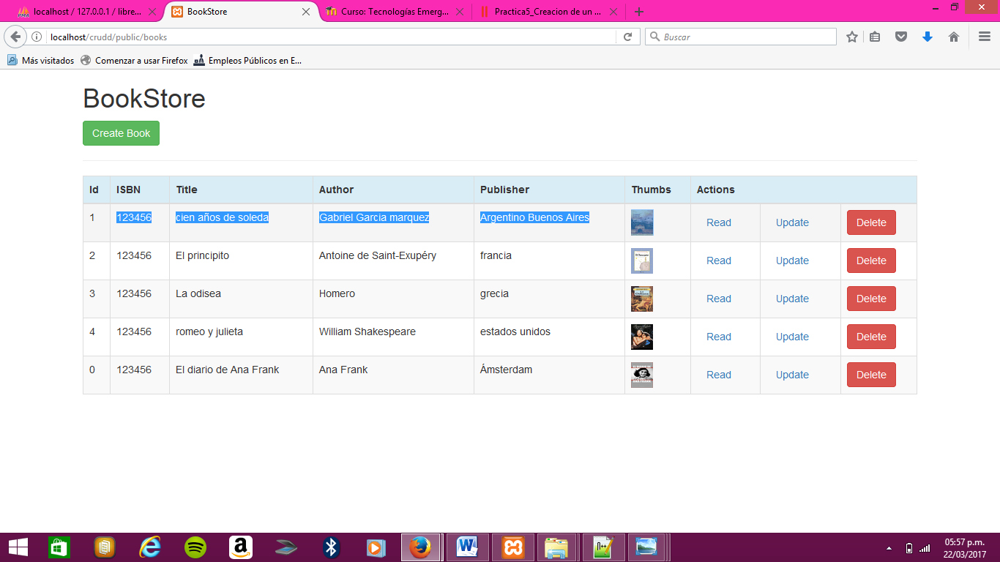 localhost / 127.0.0.1 / libre...
BookStore
Curso: Tecnologías Emerg...
Practica5_Creacion de un ...
localhost/crudd/public/books
Buscar
Más visitados
Comenzar a usar Firefox
Empleos Públicos en E...
BookStore
Create Book
Id ISBN Title Author Publisher Thumbs Actions
1 123456 cien años de soleda Gabriel Garcia marquez Argentino Buenos Aires Read Update Delete
2 123456 El principito Antoine de Saint-Exupéry francia Read Update Delete
3 123456 La odisea Homero grecia Read Update Delete
4 123456 romeo y julieta William Shakespeare estados unidos Read Update Delete
0 123456 El diario de Ana Frank Ana Frank Ámsterdam Read Update Delete
05:57 p.m.
22/03/2017